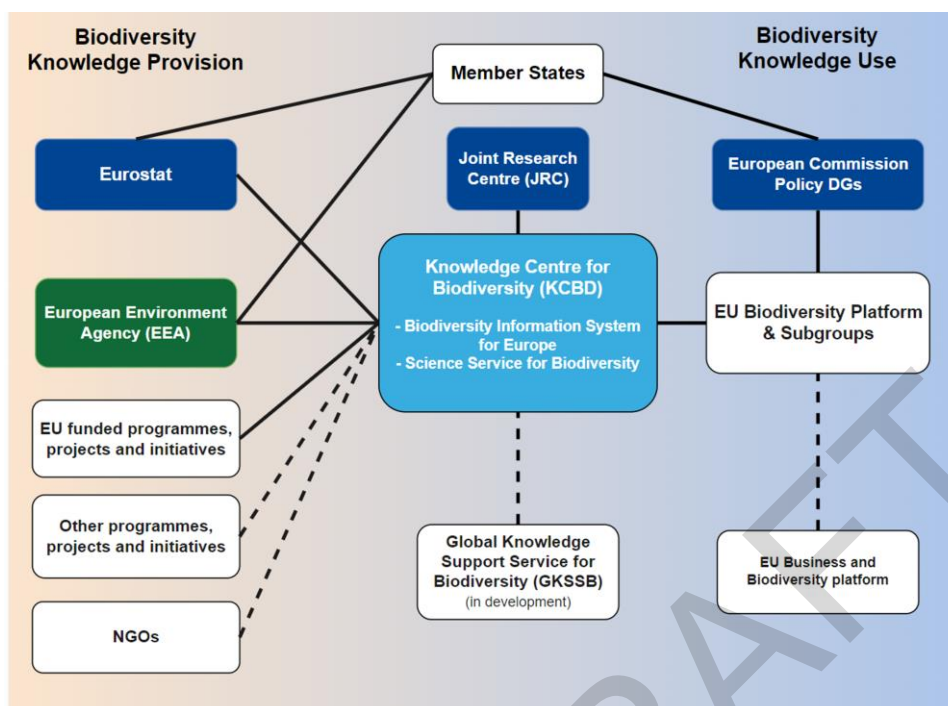 Biodiversity
Knowledge Provision
Biodiversity
Knowledge Use
Member States
Eurostat
Joint Research
Centre (JRC)
European Commission
Policy DGs
European Environment
Agency (EEA)
Knowledge Centre for
Biodiversity (KCBD)
- Biodiversity Information System
for Europe
- Science Service for Biodiversity
EU Biodiversity Platform
& Subgroups
EU funded programmes,
projects and initiatives
Other programmes,
projects and initiatives
NGOs
Global Knowledge
Support Service for
Biodiversity (GKSSB)
(in development)
EU Business and
Biodiversity platform
RAFT